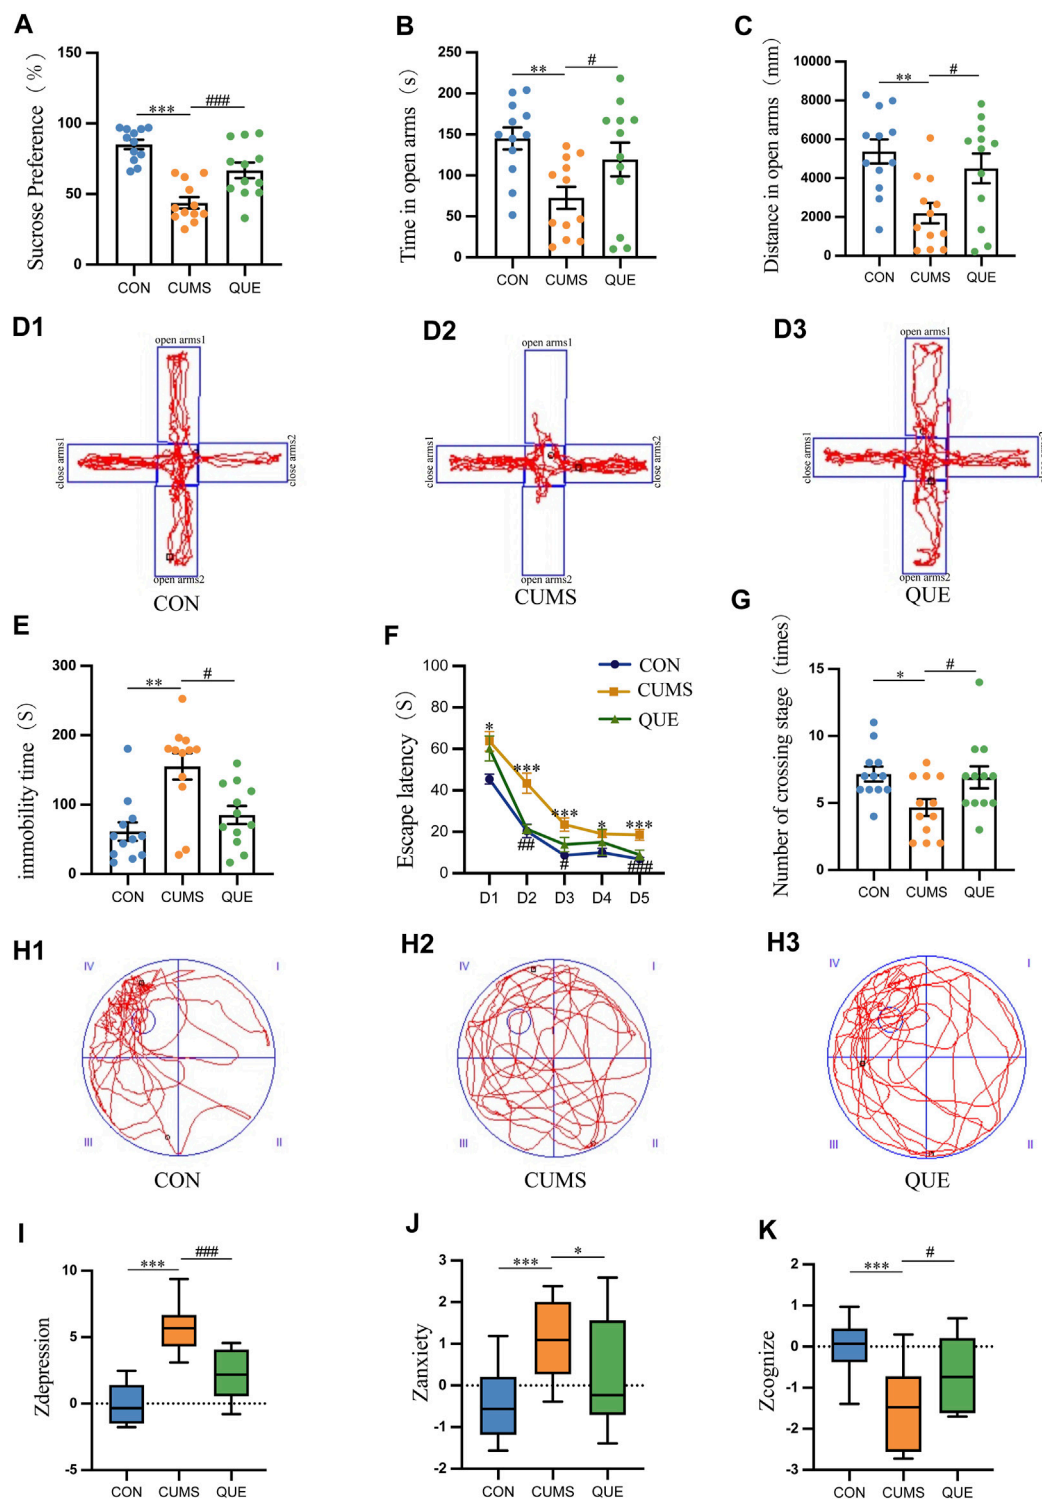 A
Sucrose Preference（%）
150
100
50
0
***
###
CON CUMS QUE
B
Time in open arms（s）
250
200
150
100
50
0
**
#
CON CUMS QUE
C
Distance in open arms（mm）
10000
8000
6000
4000
2000
0
**
#
CON CUMS QUE
D1
open arms1
close arms1
close arms2
open arms2
CON
D2
open arms1
close arms1
close arms2
open arms2
CUMS
D3
open arms1
close arms1
close arms2
open arms2
QUE
E
immobility time（S）
300
200
100
0
**
#
CON CUMS QUE
F
Escape latency（S）
100
80
60
40
20
0
CON
CUMS
QUE
*
***
***
*
***
##
#
###
D1 D2 D3 D4 D5
G
Number of crossing stage（times）
15
10
5
0
*
#
CON CUMS QUE
H1
IV I
III II
CON
H2
IV I
III II
CUMS
H3
IV I
III II
QUE
I
Zdepression
10
5
0
-5
***
###
CON CUMS QUE
J
Zanxiety
3
2
1
0
-1
-2
***
*
CON CUMS QUE
K
Zcognize
2
1
0
-1
-2
-3
***
#
CON CUMS QUE